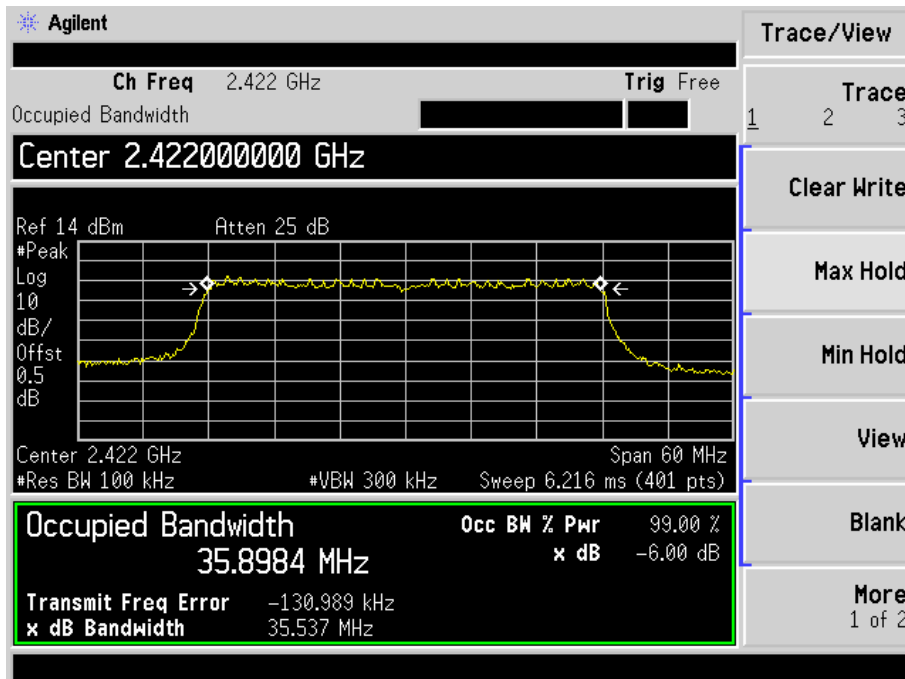 Agilent
Trace/View
Ch Freq 2.422 GHz Trig Free
Occupied Bandwidth
Trace
1 2 3
Center 2.422000000 GHz
Clear Write
Ref 14 dBm Atten 25 dB
#Peak
Log
10
dB/
Offst
0.5
dB
Max Hold
Min Hold
View
Center 2.422 GHz Span 60 MHz
#Res BW 100 kHz #VBW 300 kHz Sweep 6.216 ms (401 pts)
Occupied Bandwidth
35.8984 MHz
Occ BW % Pwr 99.00 %
x dB -6.00 dB
Blank
Transmit Freq Error -130.989 kHz
x dB Bandwidth 35.537 MHz
More
1 of 2